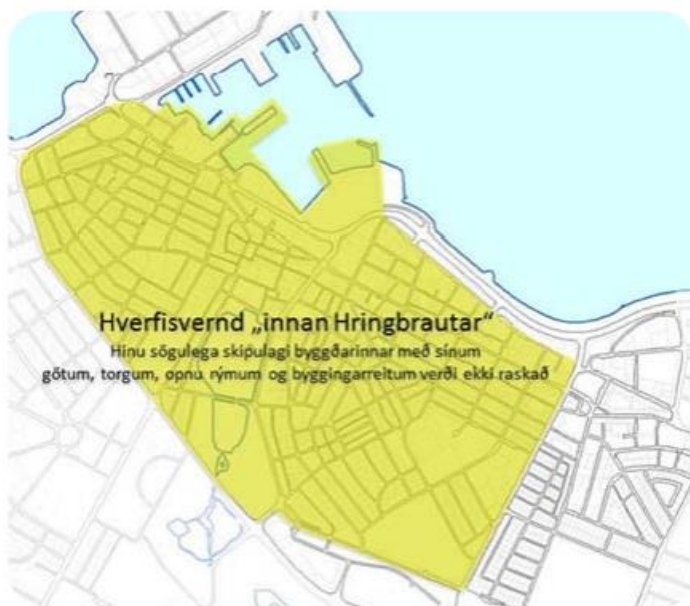 Hverfisvernd „innan Hringbrautar“
Hinu sögulega skipulagi byggðarinnar með sínum
götum, torgum, opnu rýmum og byggingarreitum verði ekki raskað